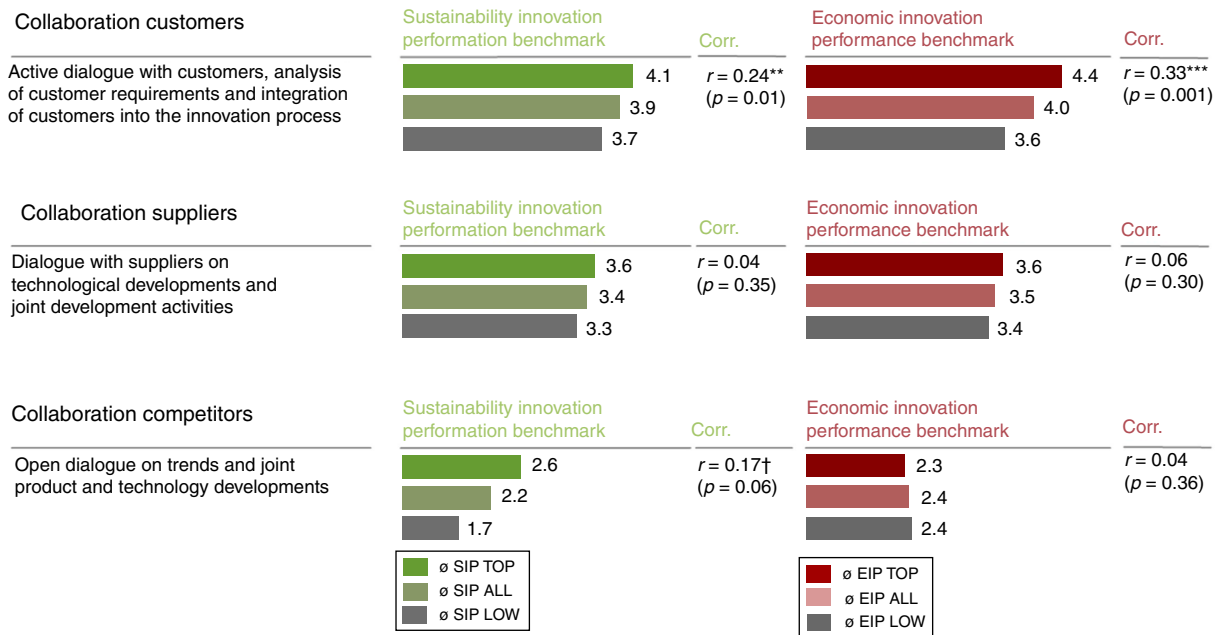 Collaboration customers
Sustainability innovation
performation benchmark
Corr.
Economic innovation
performance benchmark
Corr.
Active dialogue with customers, analysis
of customer requirements and integration
of customers into the innovation process
4.1
3.9
3.7
r = 0.24**
(p = 0.01)
4.4
4.0
3.6
r = 0.33***
(p = 0.001)
Collaboration suppliers
Sustainability innovation
performation benchmark
Corr.
Economic innovation
performance benchmark
Corr.
Dialogue with suppliers on
technological developments and
joint development activities
3.6
3.4
3.3
r = 0.04
(p = 0.35)
3.6
3.5
3.4
r = 0.06
(p = 0.30)
Collaboration competitors
Sustainability innovation
performation benchmark
Corr.
Economic innovation
performance benchmark
Corr.
Open dialogue on trends and joint
product and technology developments
2.6
2.2
1.7
r = 0.17†
(p = 0.06)
2.3
2.4
2.4
r = 0.04
(p = 0.36)
ø SIP TOP
ø SIP ALL
ø SIP LOW
ø EIP TOP
ø EIP ALL
ø EIP LOW